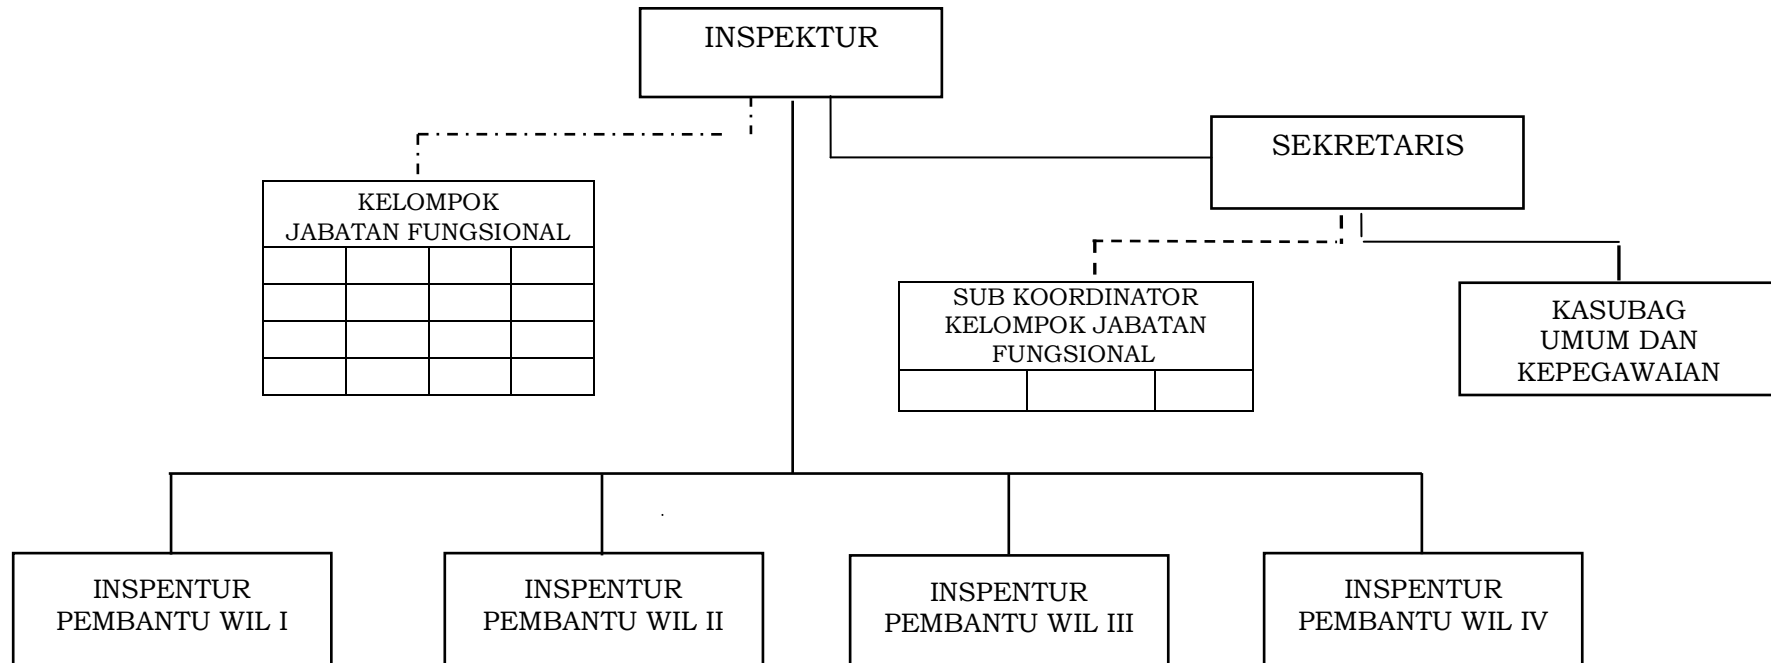 INSPEKTUR
SEKRETARIS
KELOMPOK
JABATAN FUNGSIONAL
SUB KOORDINATOR
KELOMPOK JABATAN
FUNGSIONAL
KASUBAG
UMUM DAN
KEPEGAWAIAN
INSPENTUR
PEMBANTU WIL I
INSPENTUR
PEMBANTU WIL II
INSPENTUR
PEMBANTU WIL III
INSPENTUR
PEMBANTU WIL IV